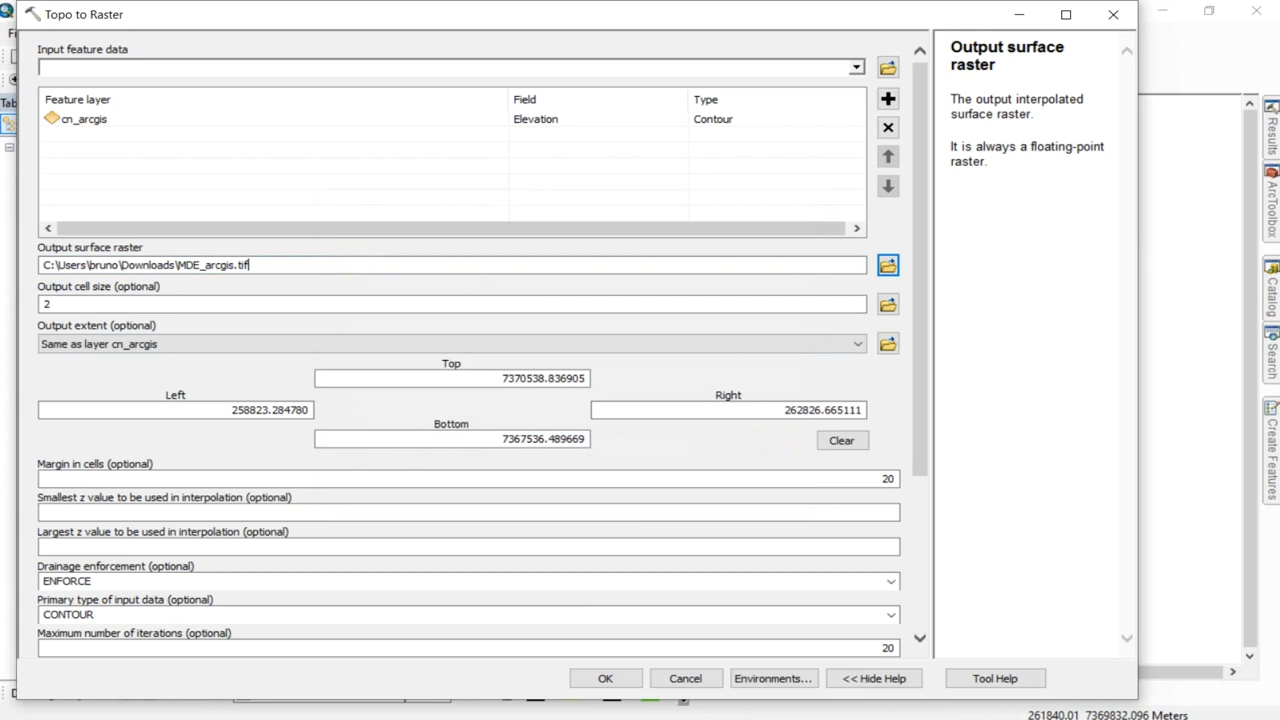 Topo to Raster
Fi
Tab
Input feature data
Feature layer Field Type
cn_arcgis Elevation Contour
Output surface raster
C:\Users\bruno\Downloads\MDE_arcgis.tif
Output cell size (optional)
2
Output extent (optional)
Same as layer cn_arcgis
Top
7370538.836905
Left Right
258823.284780 262826.665111
Bottom
7367536.489669
Clear
Margin in cells (optional)
20
Smallest z value to be used in interpolation (optional)
Largest z value to be used in interpolation (optional)
Drainage enforcement (optional)
ENFORCE
Primary type of input data (optional)
CONTOUR
Maximum number of iterations (optional)
20
OK Cancel Environments... << Hide Help Tool Help
Output surface
raster
The output interpolated
surface raster.
It is always a floating-point
raster.
Results
ArcToolbox
Catalog
Search
Create Features
261840.01 7369832.096 Meters